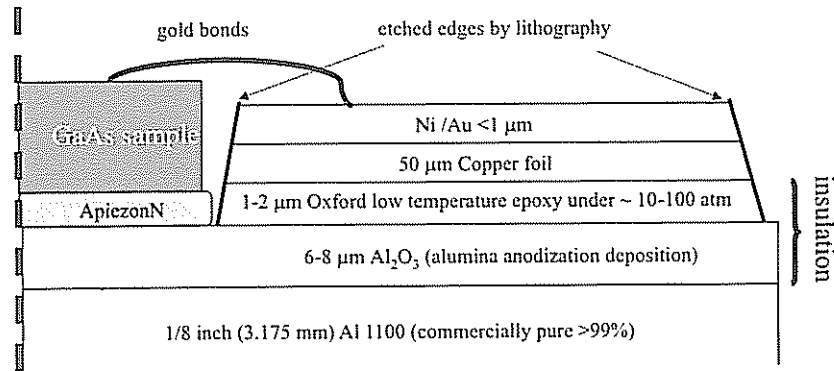 gold bonds
etched edges by lithography
GaAs sample
Ni /Au <1 μm
50 μm Copper foil
ApiezonN
1-2 μm Oxford low temperature epoxy under ~ 10-100 atm
insulation
6-8 μm Al₂O₃ (alumina anodization deposition)
1/8 inch (3.175 mm) Al 1100 (commercially pure >99%)